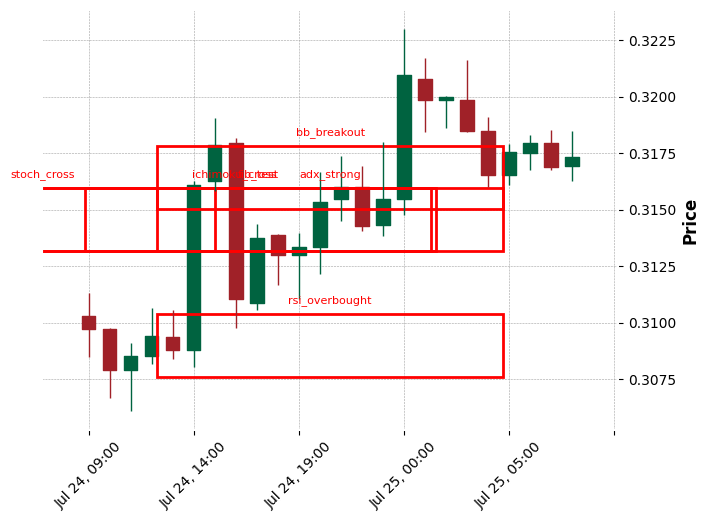 0.3225
0.3200
bb_breakout
0.3175
stoch_cross
adx_strong
0.3150
Price
0.3125
rsi_overbought
0.3100
0.3075
Jul 24, 09:00
Jul 24, 14:00
Jul 24, 19:00
Jul 25, 00:00
Jul 25, 05:00